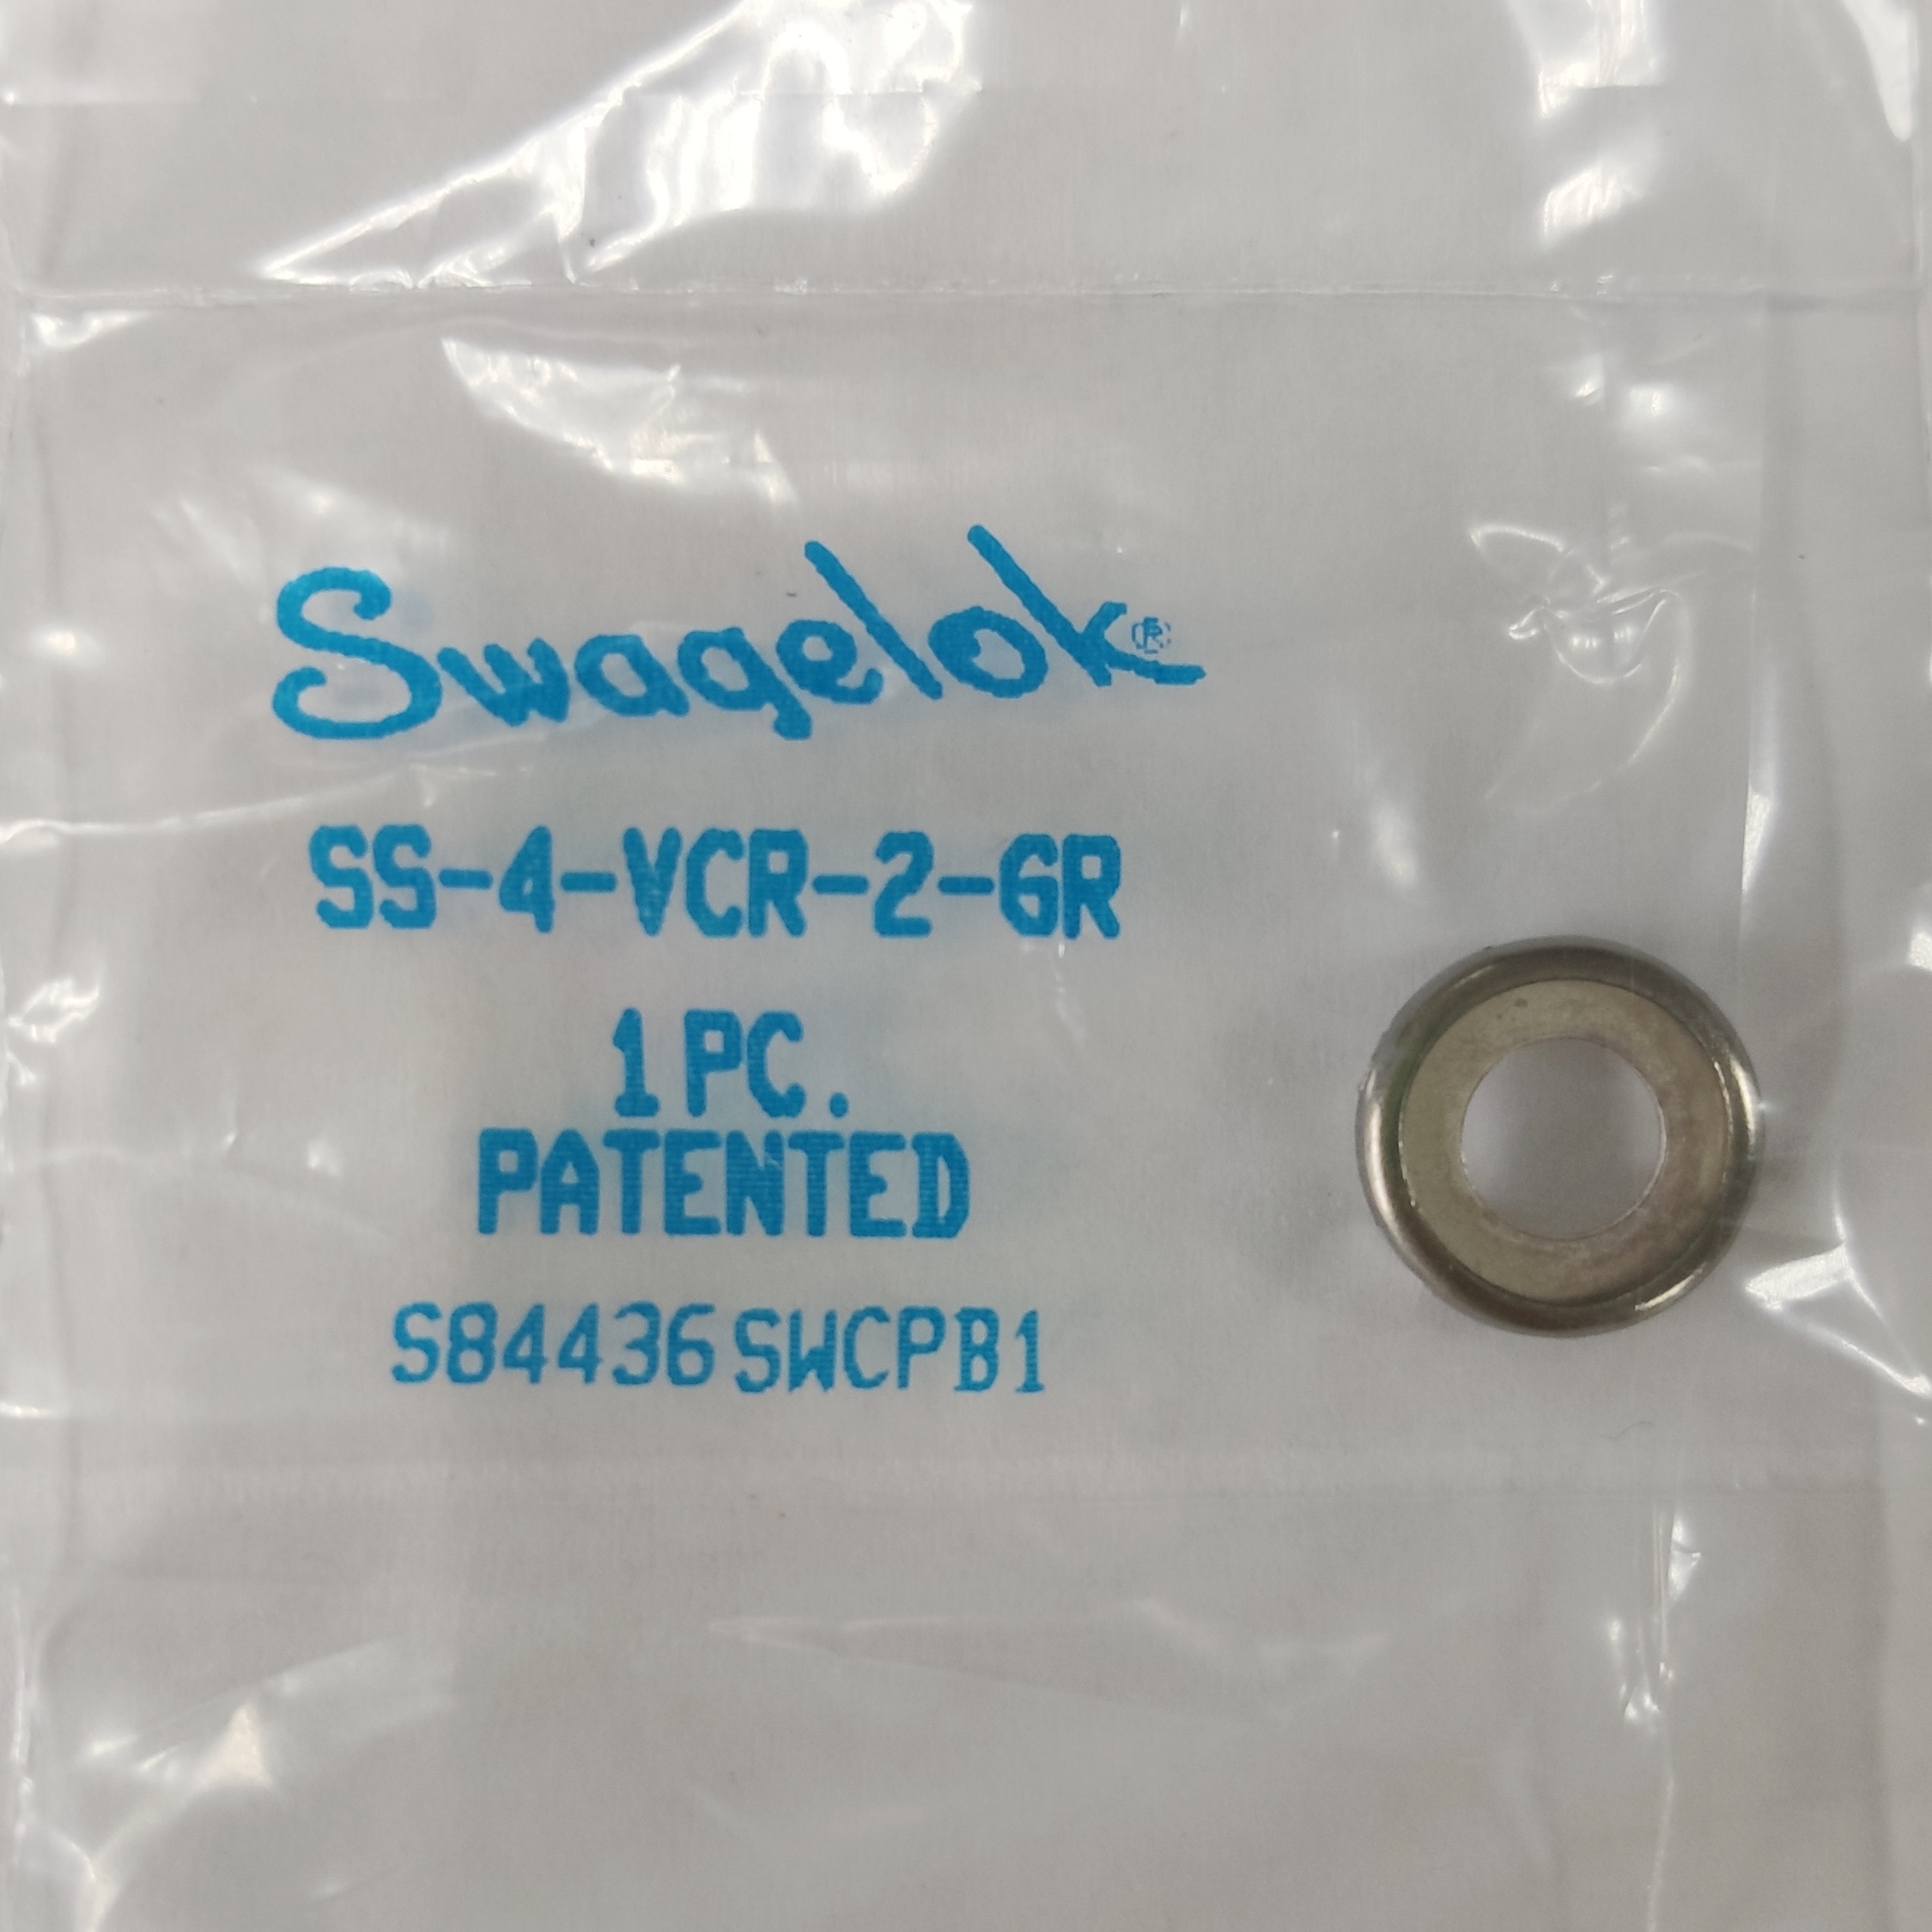 Swagelok®
SS-4-VCR-2-GR
1 PC.
PATENTED
S84436 SWCPB1